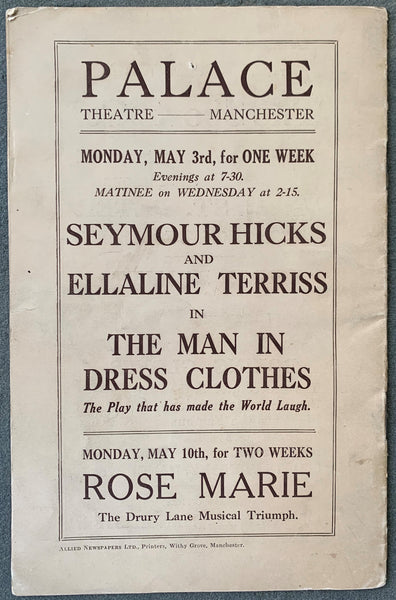 PALACE
THEATRE —— MANCHESTER
MONDAY, MAY 3rd, for ONE WEEK
Evenings at 7-30.
MATINEE on WEDNESDAY at 2-15.
SEYMOUR HICKS
AND
ELLALINE TERRISS
IN
THE MAN IN
DRESS CLOTHES
The Play that has made the World Laugh.
MONDAY, MAY 10th, for TWO WEEKS
ROSE MARIE
The Drury Lane Musical Triumph.
ALLIED NEWSPAPERS LTD., Printers, Withy Grove, Manchester.